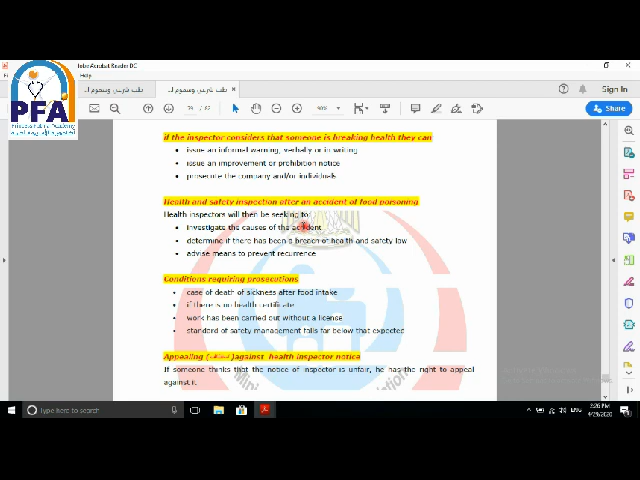 Adobe Acrobat Reader DC
Help
Sign In
PFA
90%
Share
if the inspector considers that someone is breaking health they can
• issue an informal warning, verbally or in writing
• issue an improvement or prohibition notice
• prosecute the company and/or individuals
Health and safety inspection after an accident of food poisoning
Health inspectors will then be seeking to:
• Investigate the causes of the accident
• determine if there has been a breach of health and safety law
• advise means to prevent recurrence
Conditions requiring prosecutions
• case of death of sickness after food intake
• if there is no health certificate
• work has been carried out without a license
• standard of safety management falls far below that expected
Appealing against health inspector notice
If someone thinks that the notice of inspector is unfair, he has the right to appeal
against it
Type here to search
ENG